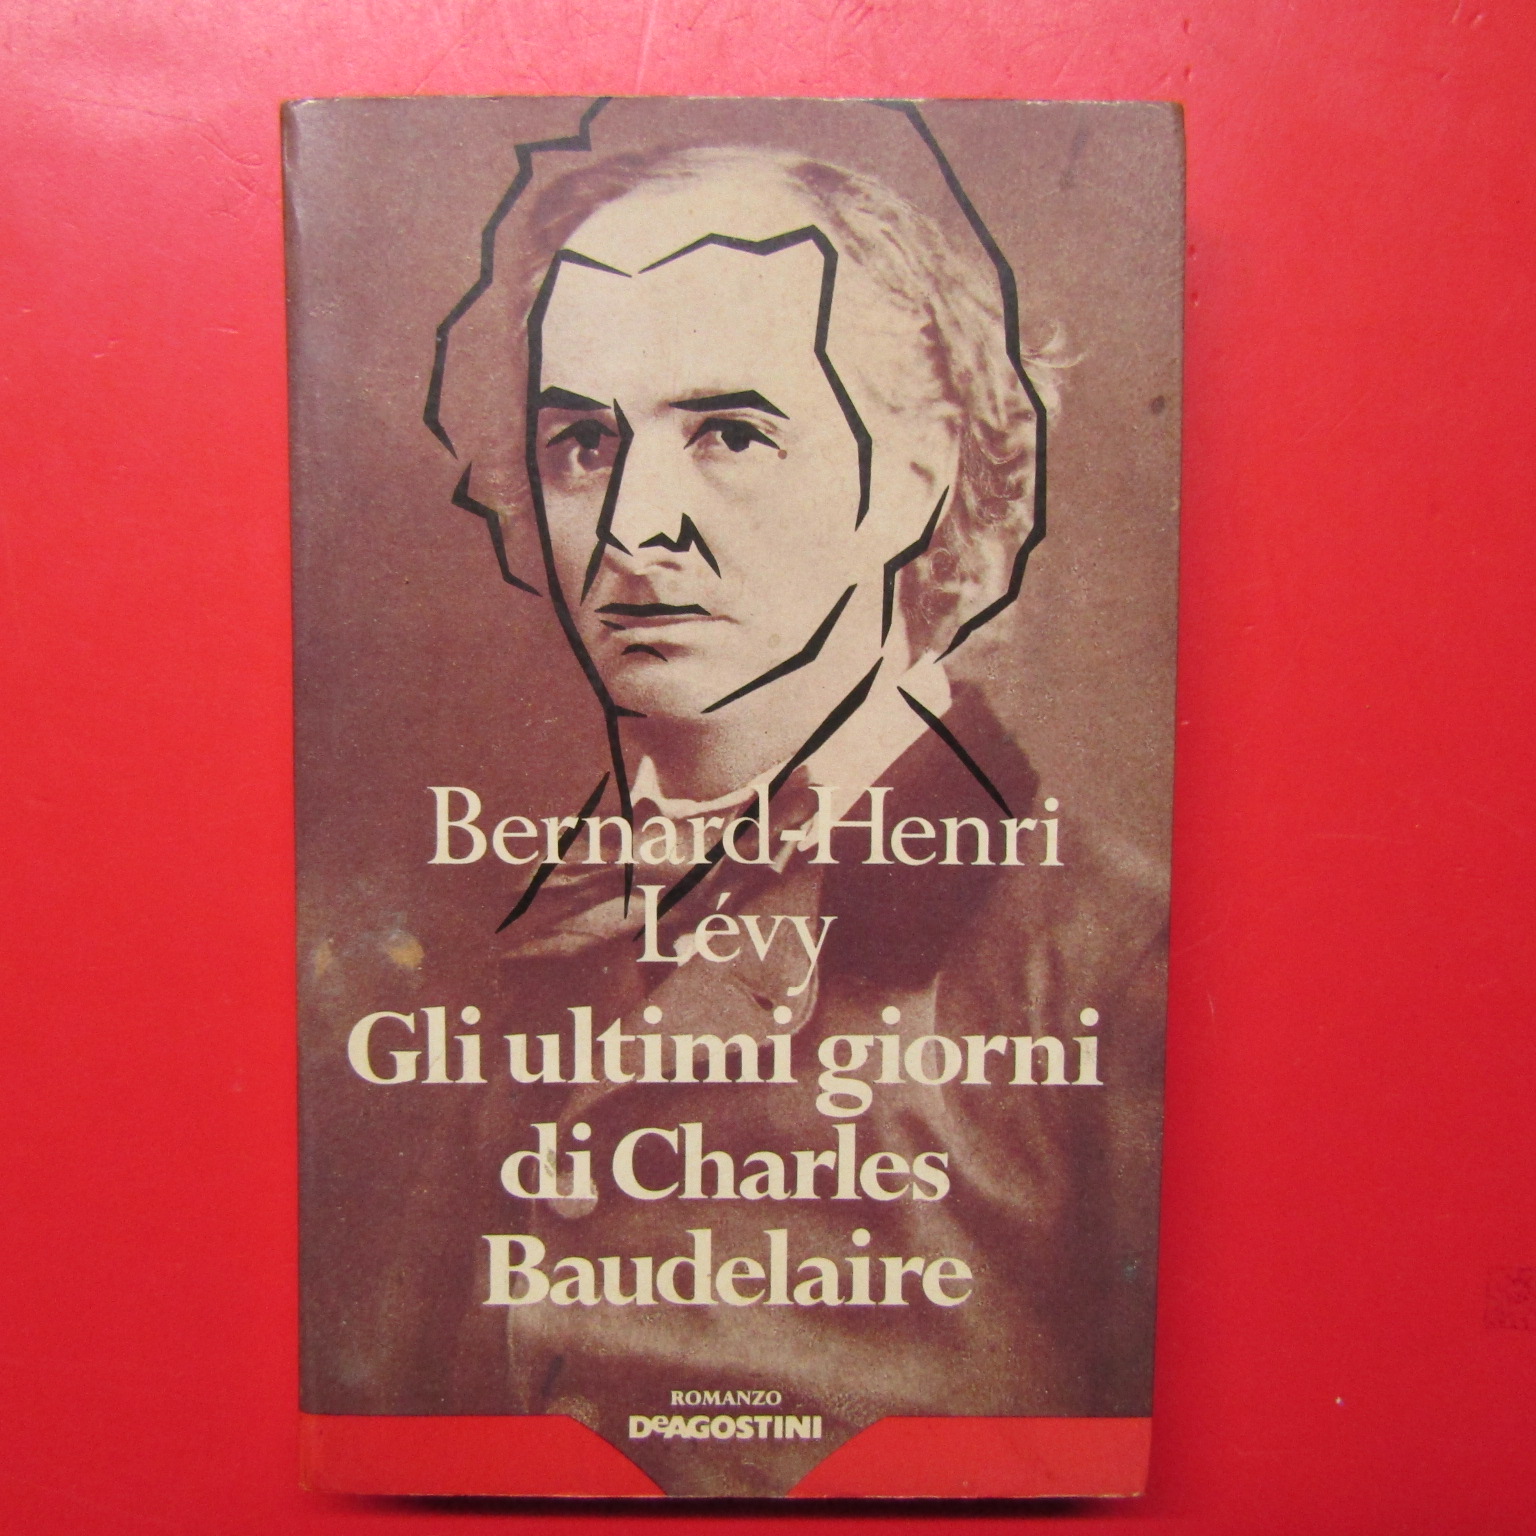 Bernard-Henri
Lévy
Gli ultimi giorni
di Charles
Baudelaire
ROMANZO
DeAGOSTINI